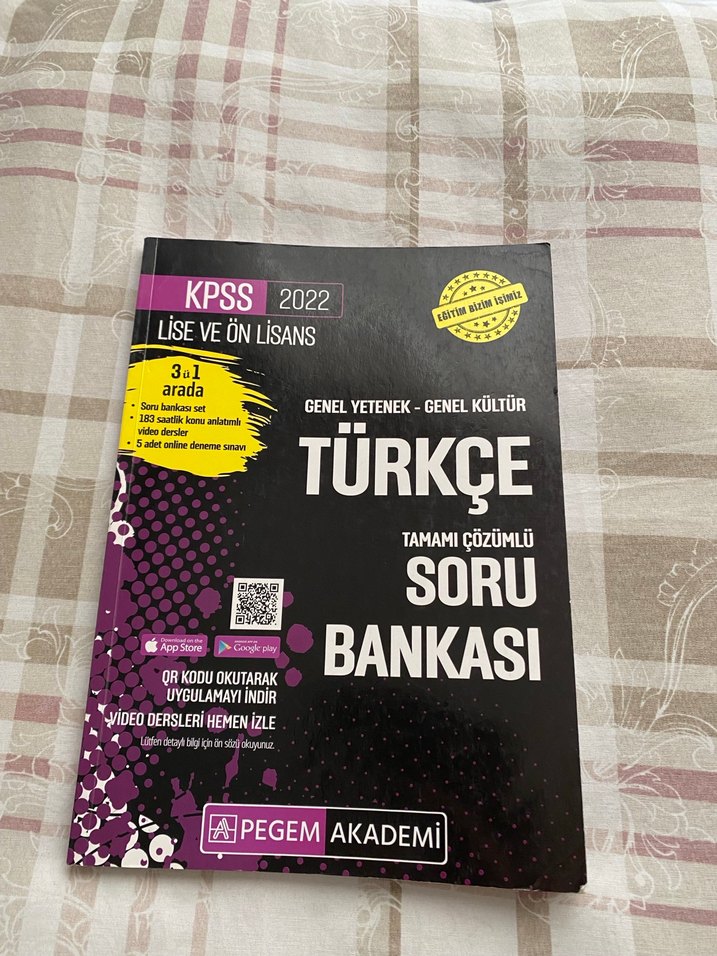 KPSS 2022
LİSE VE ÖN LİSANS
EĞİTİM BİZİM İŞİMİZ
3 ü 1
arada
• Soru bankası set
• 183 saatlik konu anlatımlı
video dersler
• 5 adet online deneme sınavı
GENEL YETENEK - GENEL KÜLTÜR
TÜRKÇE
TAMAMI ÇÖZÜMLÜ
SORU
BANKASI
Download on the
App Store
ANDROID APP ON
Google play
QR KODU OKUTARAK
UYGULAMAYI İNDİR
VİDEO DERSLERİ HEMEN İZLE
Lütfen detaylı bilgi için ön sözü okuyunuz.
PEGEM AKADEMİ